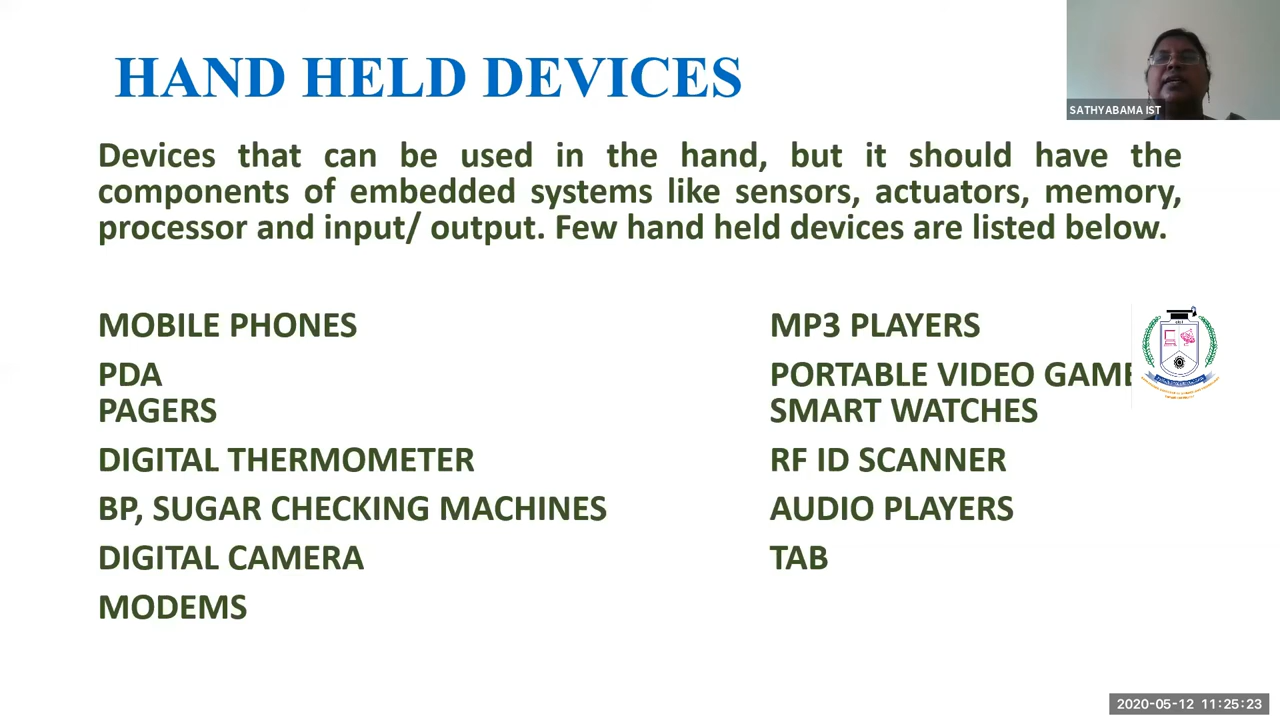 HAND HELD DEVICES
SATHYABAMA IST
Devices that can be used in the hand, but it should have the
components of embedded systems like sensors, actuators, memory,
processor and input/ output. Few hand held devices are listed below.
MOBILE PHONES
PDA
PAGERS
DIGITAL THERMOMETER
BP, SUGAR CHECKING MACHINES
DIGITAL CAMERA
MODEMS
MP3 PLAYERS
PORTABLE VIDEO GAME
SMART WATCHES
RF ID SCANNER
AUDIO PLAYERS
TAB
2020-05-12 11:25:23